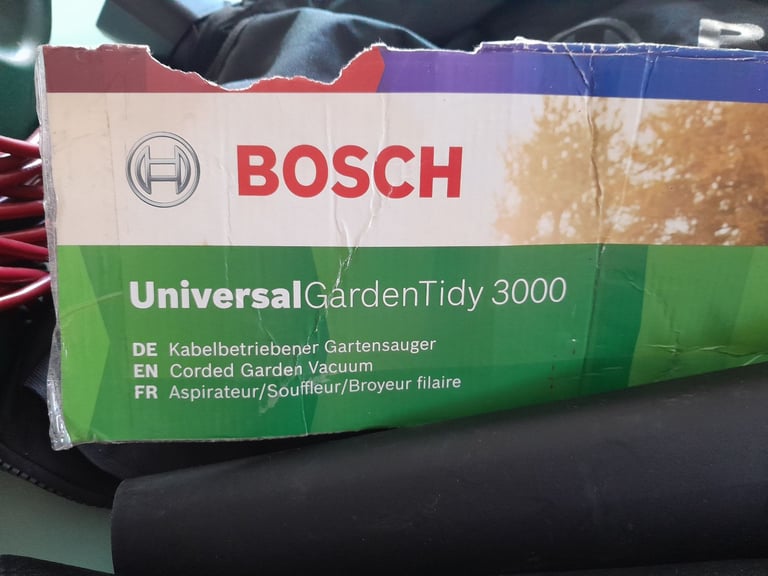 BOSCH
UniversalGardenTidy 3000
DE Kabelbetriebener Gartensauger
EN Corded Garden Vacuum
FR Aspirateur/Souffleur/Broyeur filaire